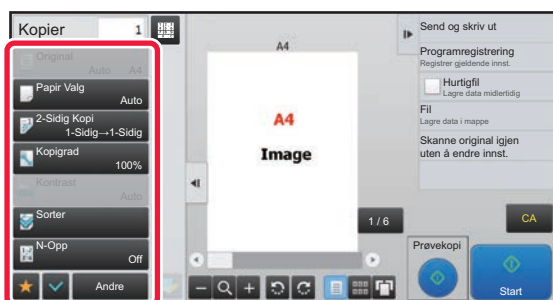 Kopier 1
Original
Auto A4
Papir Valg
Auto
2-Sidig Kopi
1-Sidig→1-Sidig
Kopigrad
100%
Kontrast
Auto
Sorter
N-Opp
Off
Andre
A4
A4
Image
1 / 6
Send og skriv ut
Programregistrering
Registrer gjeldende innst.
Hurtigfil
Lagre data midlertidig
Fil
Lagre data i mappe
Skanne original igjen
uten å endre innst.
CA
Prøvekopi
Start